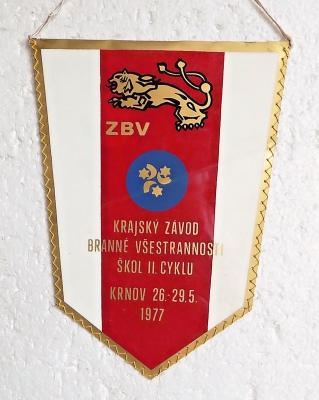 ZBV
KRAJSKÝ ZÁVOD
BRANNÉ VŠESTRANNOSTI
ŠKOL II. CYKLU
KRNOV 26.-29.5.
1977